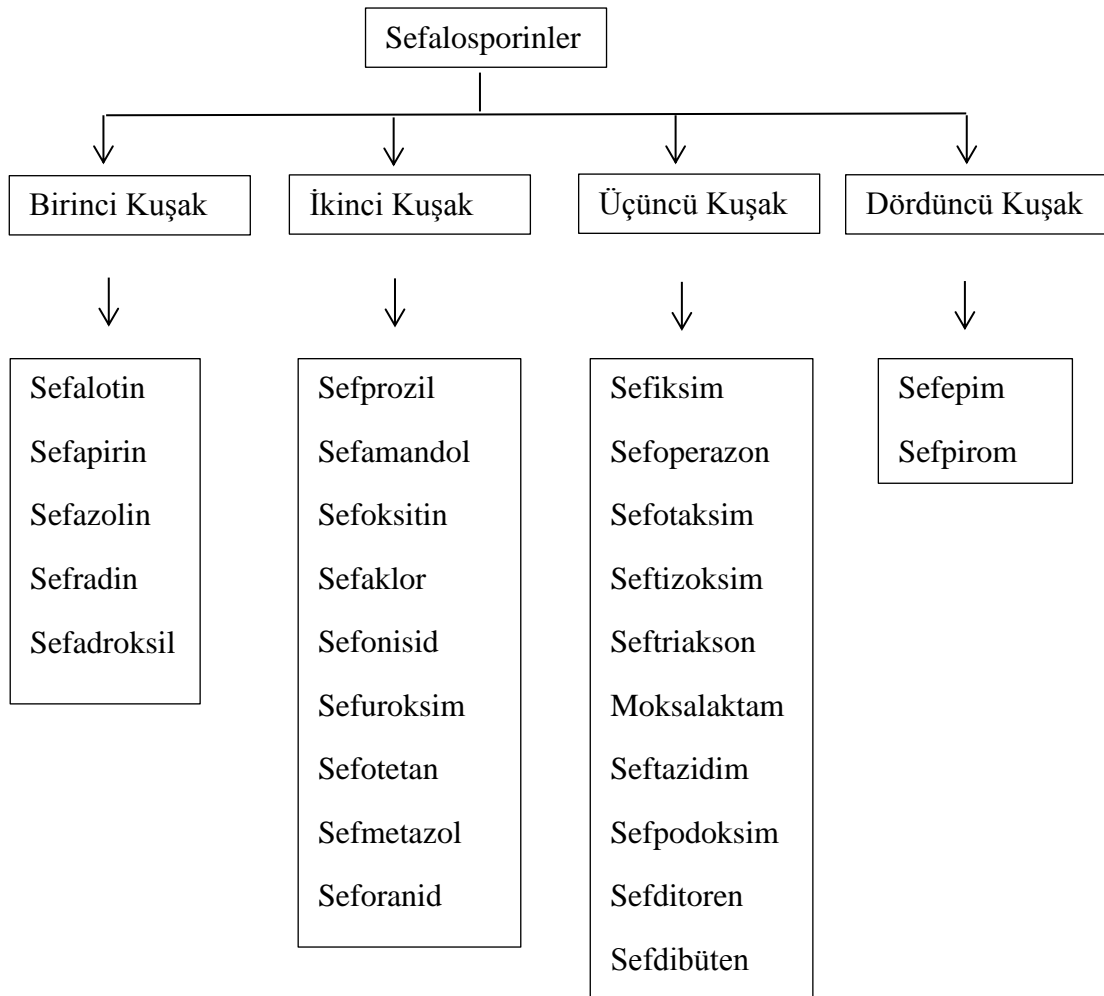 Sefalosporinler
Birinci Kuşak
İkinci Kuşak
Üçüncü Kuşak
Dördüncü Kuşak
Sefalotin
Sefapirin
Sefazolin
Sefradin
Sefadroksil
Sefprozil
Sefamandol
Sefoksitin
Sefaklor
Sefonisid
Sefuroksim
Sefotetan
Sefmetazol
Seforanid
Sefiksim
Sefoperazon
Sefotaksim
Seftizoksim
Seftriakson
Moksalaktam
Seftazidim
Sefpodoksim
Sefditoren
Sefdibüten
Sefepim
Sefpirom